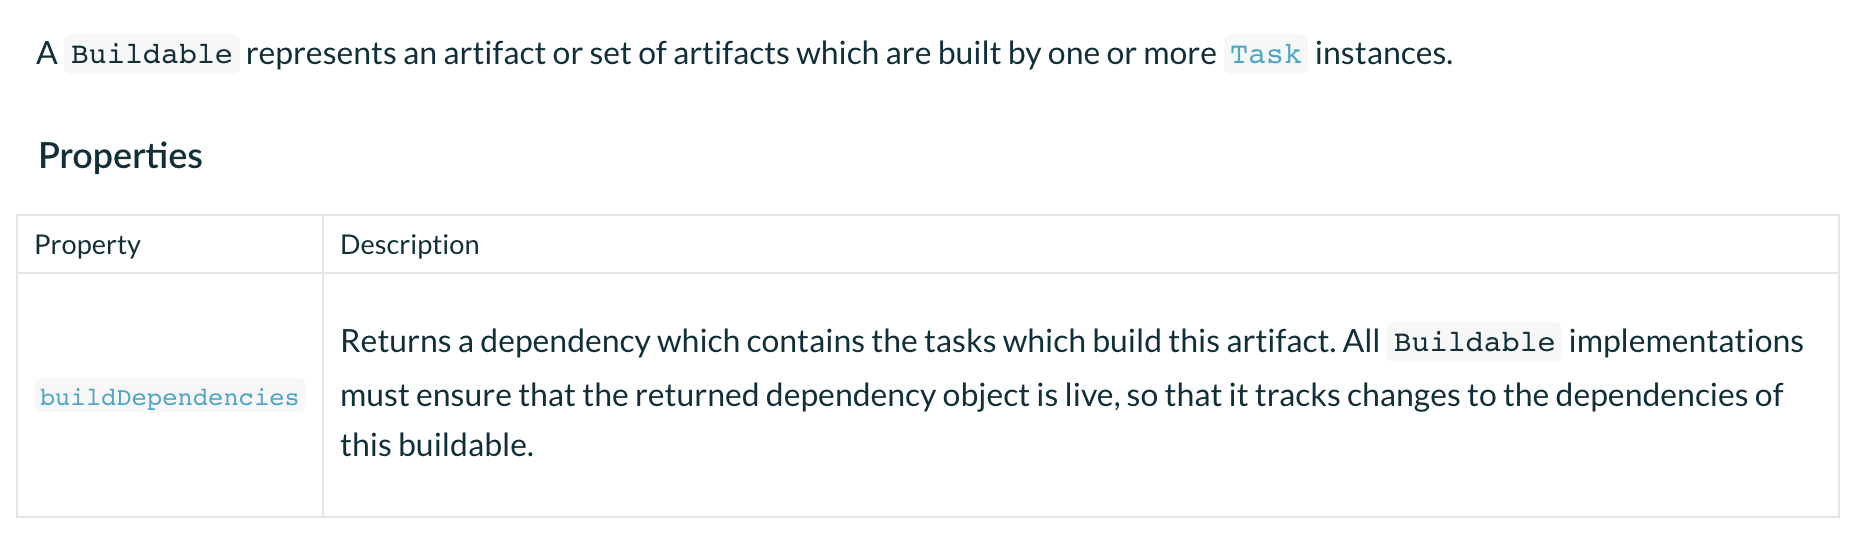 A Buildable represents an artifact or set of artifacts which are built by one or more Task instances.
Properties
Property Description
buildDependencies
Returns a dependency which contains the tasks which build this artifact. All Buildable implementations
must ensure that the returned dependency object is live, so that it tracks changes to the dependencies of
this buildable.